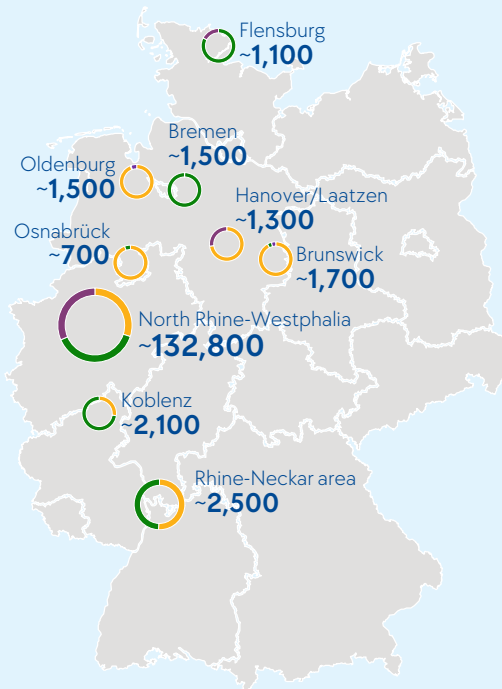 Flensburg
~1,100
Bremen
~1,500
Oldenburg
~1,500
Hanover/Laatzen
~1,300
Osnabrück
~700
Brunswick
~1,700
North Rhine-Westphalia
~132,800
Koblenz
~2,100
Rhine-Neckar area
~2,500